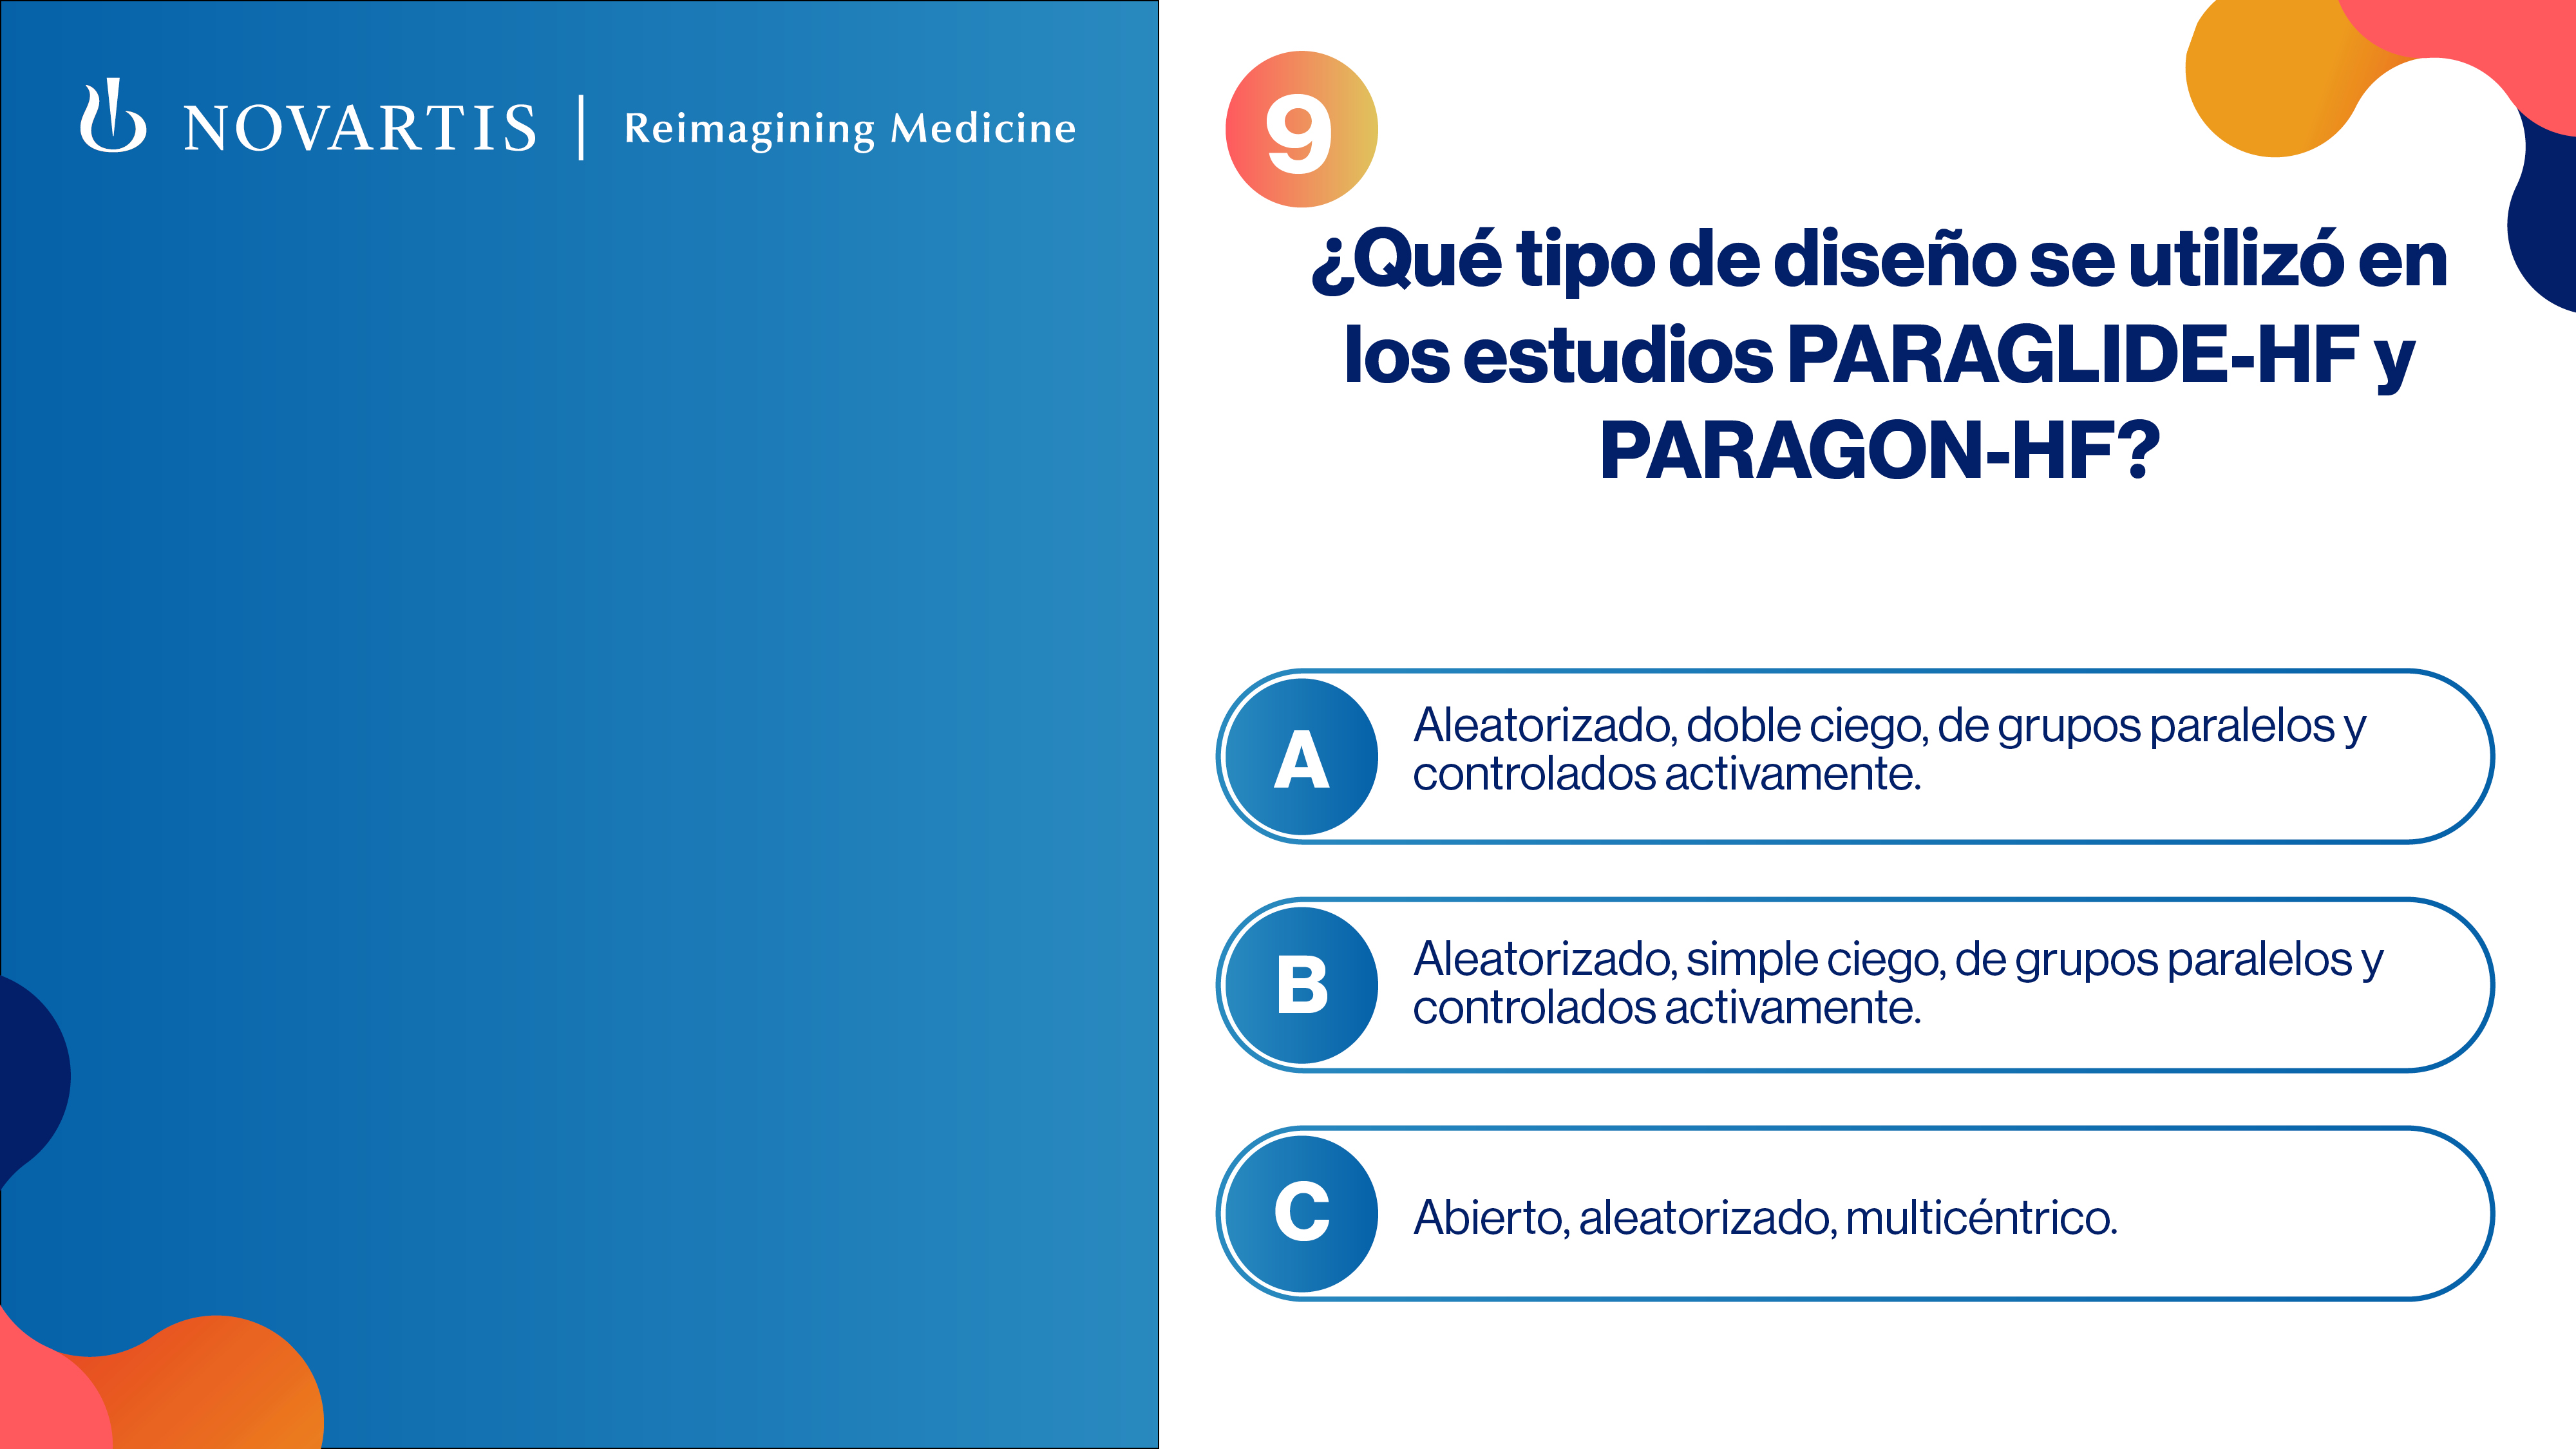 NOVARTIS | Reimagining Medicine
9
¿Qué tipo de diseño se utilizó en
los estudios PARAGLIDE-HF y
PARAGON-HF?
A
Aleatorizado, doble ciego, de grupos paralelos y
controlados activamente.
B
Aleatorizado, simple ciego, de grupos paralelos y
controlados activamente.
C
Abierto, aleatorizado, multicéntrico.